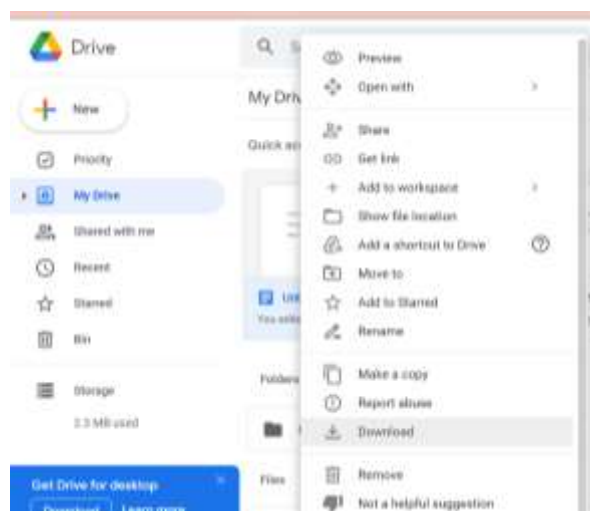 Drive
New
Priority
My Drive
Shared with me
Recent
Starred
Bin
Storage
2.3 MB used
Get Drive for desktop
Download Learn more
My Driv
Quick acc
Folders
Files
Preview
Open with
Share
Get link
Add to workspace
Show file location
Add a shortcut to Drive
Move to
Add to Starred
Rename
Make a copy
Report abuse
Download
Remove
Not a helpful suggestion